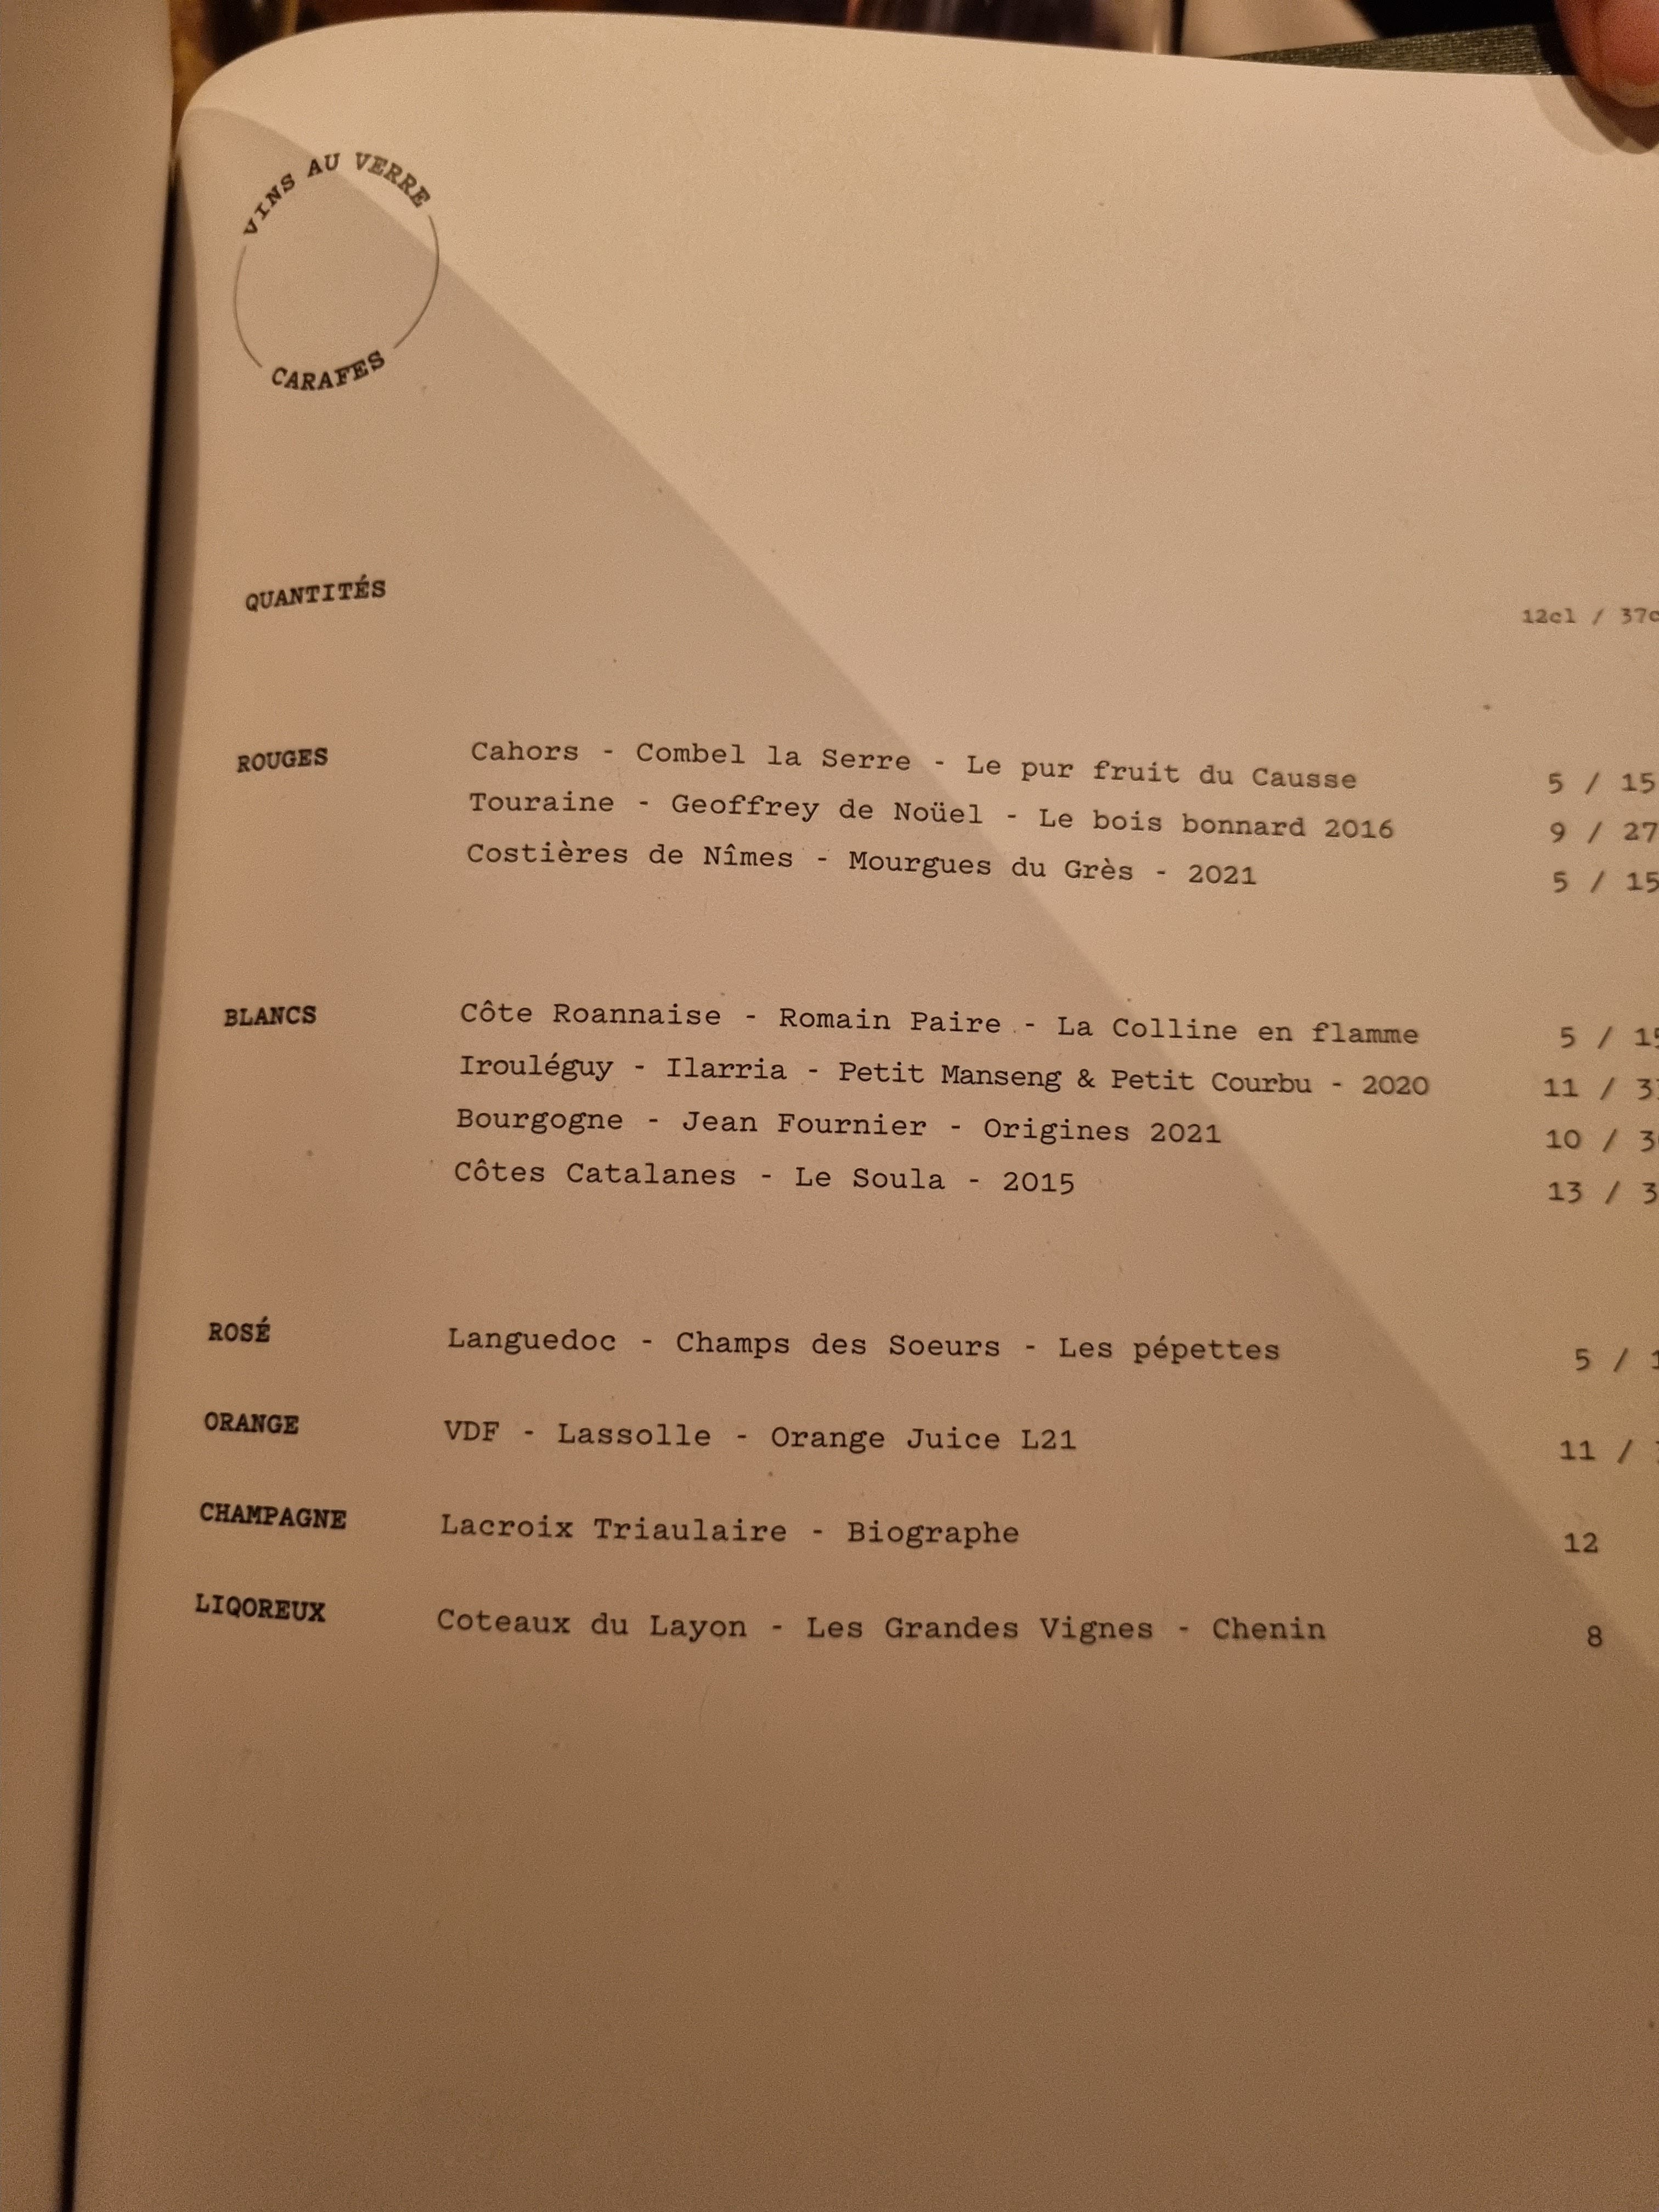 VINS AU VERRE
CARAFES
QUANTITÉS
12cl / 37c
ROUGES
Cahors - Combel la Serre - Le pur fruit du Causse 5 / 15
Touraine - Geoffrey de Noüel - Le bois bonnard 2016 9 / 27
Costières de Nîmes - Mourgues du Grès - 2021 5 / 15
BLANCS
Côte Roannaise - Romain Paire - La Colline en flamme 5 / 15
Irouléguy - Ilarria - Petit Manseng & Petit Courbu - 2020 11 / 3
Bourgogne - Jean Fournier - Origines 2021 10 / 3
Côtes Catalanes - Le Soula - 2015 13 / 3
ROSÉ
Languedoc - Champs des Soeurs - Les pépettes 5 / 1
ORANGE
VDF - Lassolle - Orange Juice L21 11 /
CHAMPAGNE
Lacroix Triaulaire - Biographe 12
LIQOREUX
Coteaux du Layon - Les Grandes Vignes - Chenin 8